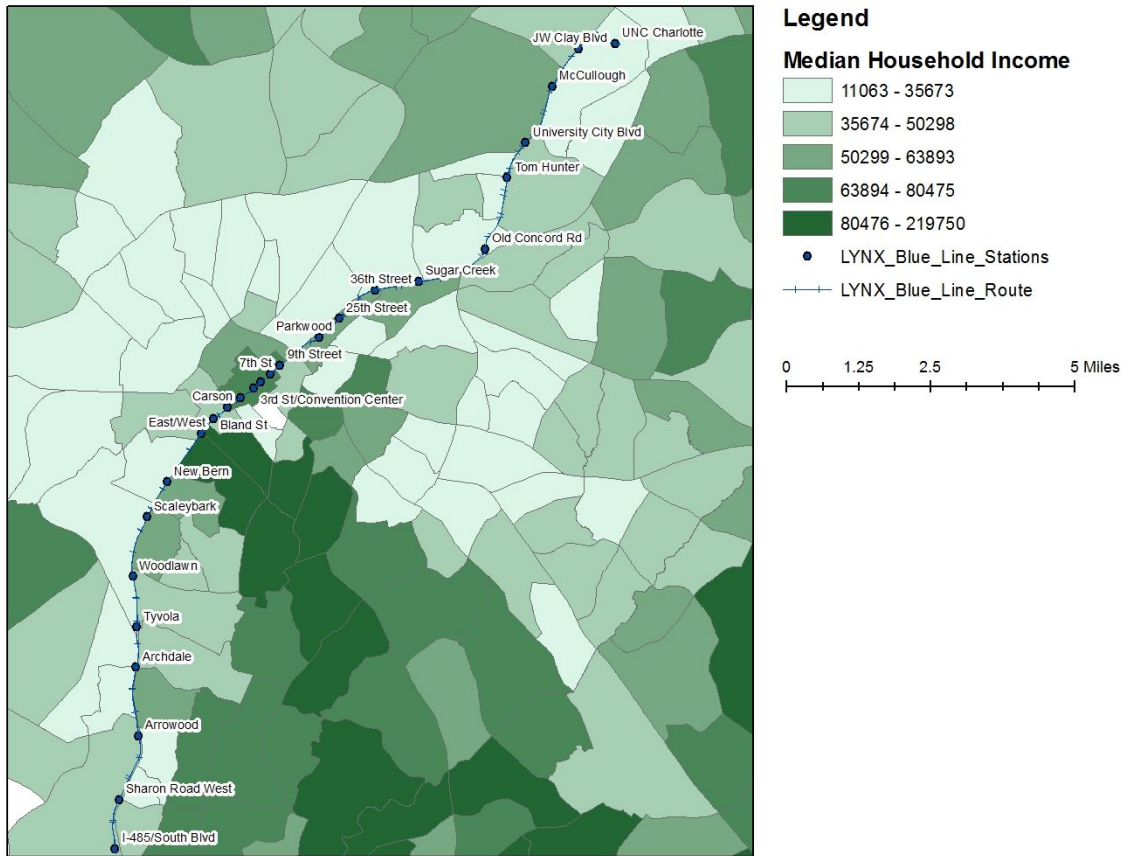 JW Clay Blvd
UNC Charlotte
McCullough
University City Blvd
Tom Hunter
Old Concord Rd
Sugar Creek
36th Street
25th Street
Parkwood
9th Street
7th St
Carson
3rd St/Convention Center
East/West
Bland St
New Bern
Scaleybark
Woodlawn
Tyvola
Archdale
Arrowood
Sharon Road West
I-485/South Blvd
Legend
Median Household Income
11063 - 35673
35674 - 50298
50299 - 63893
63894 - 80475
80476 - 219750
LYNX_Blue_Line_Stations
LYNX_Blue_Line_Route
0 1.25 2.5 5 Miles